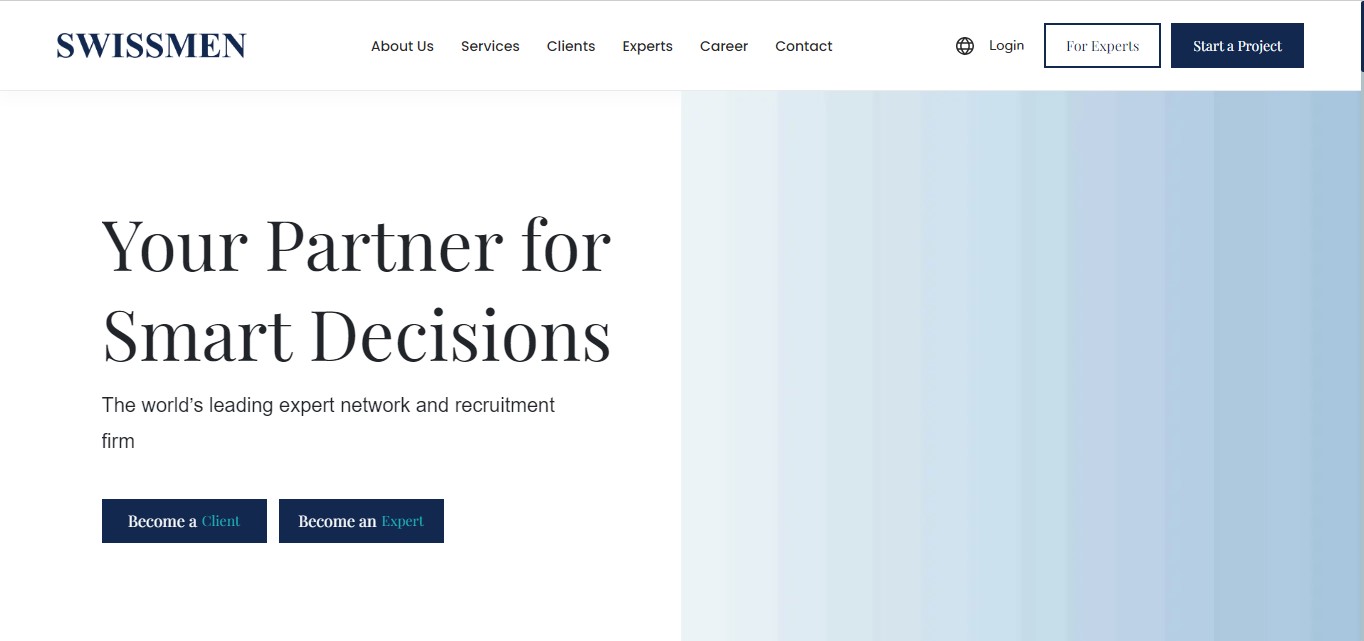 SWISSMEN
About Us Services Clients Experts Career Contact
Login
For Experts
Start a Project
Your Partner for
Smart Decisions
The world’s leading expert network and recruitment
firm
Become a Client
Become an Expert